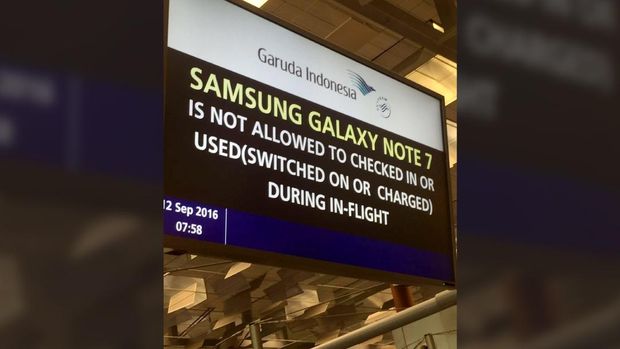 Garuda Indonesia
SAMSUNG GALAXY NOTE 7
IS NOT ALLOWED TO CHECKED IN OR
USED(SWITCHED ON OR CHARGED)
DURING IN-FLIGHT
12 Sep 2016
07:58